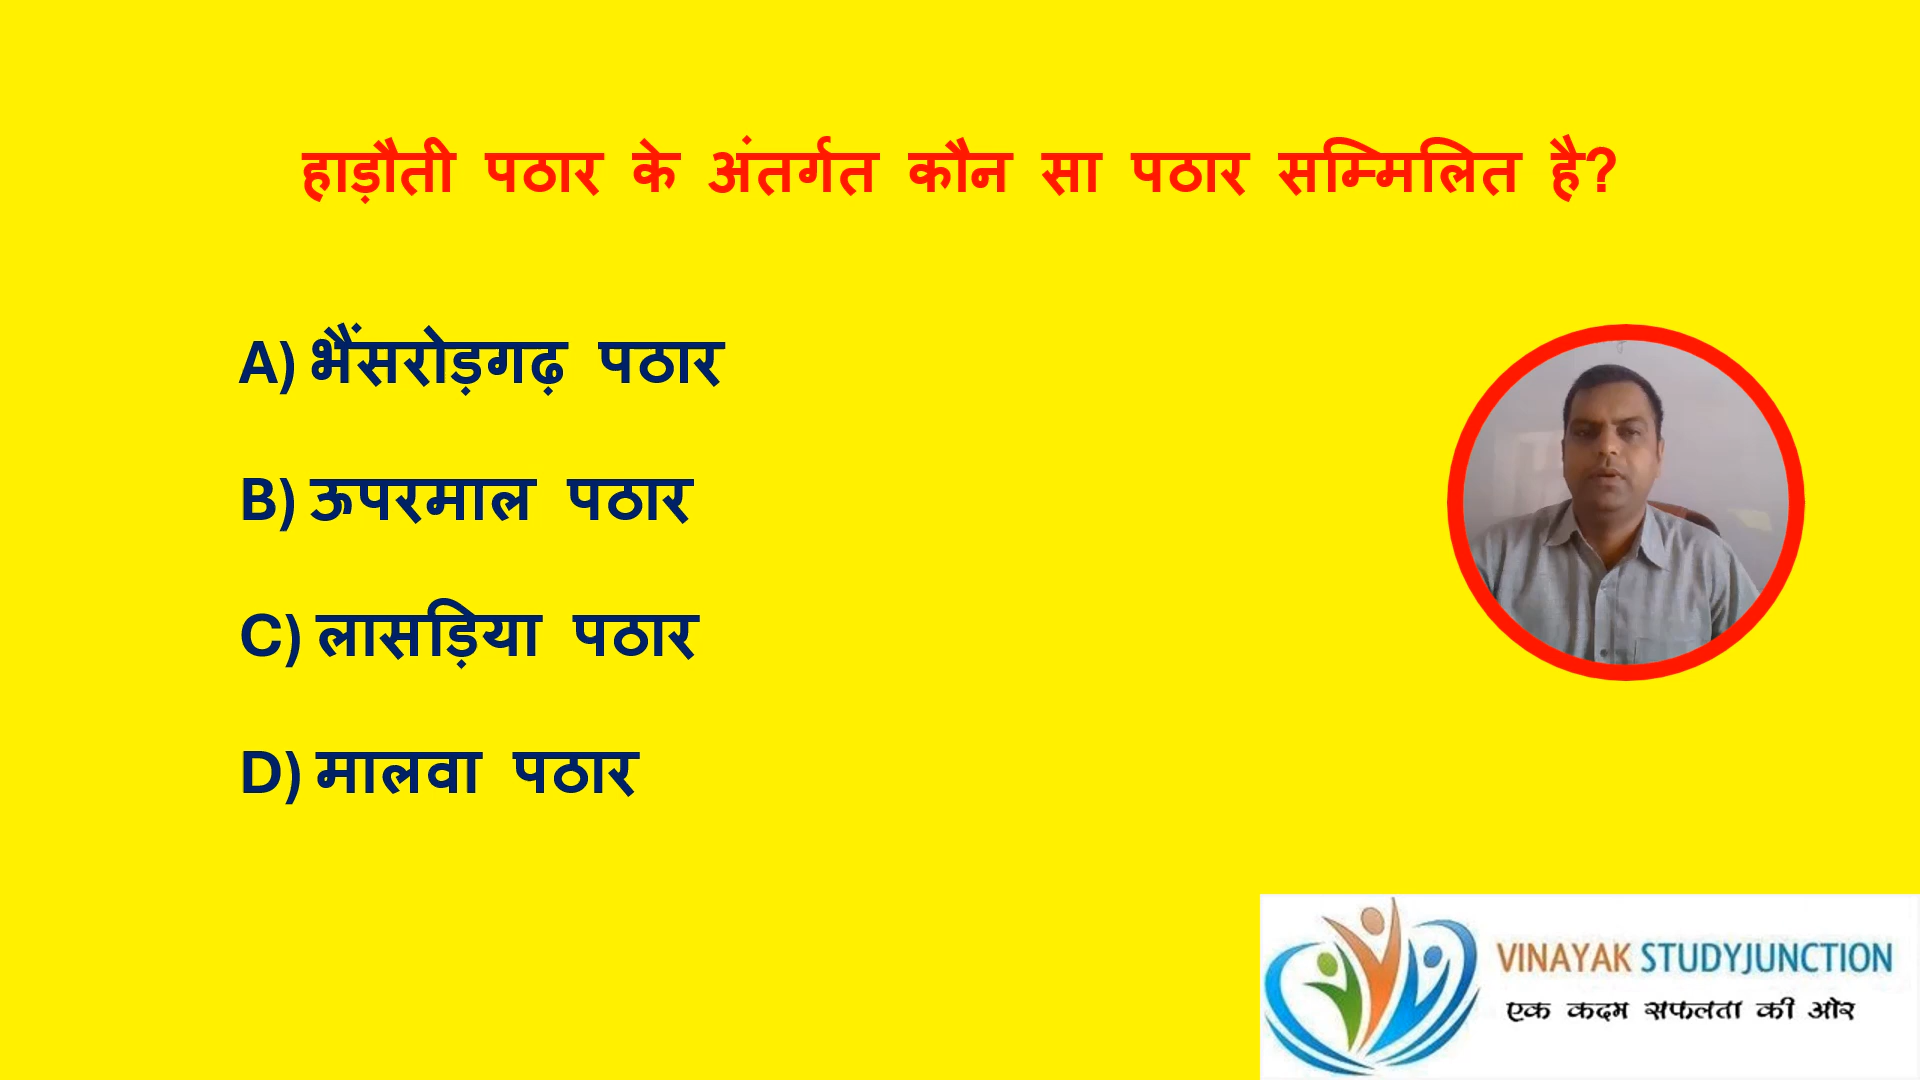 हाड़ौती पठार के अंतर्गत कौन सा पठार सम्मिलित है?
A) भैंसरोड़गढ़ पठार
B) ऊपरमाल पठार
C) लासड़िया पठार
D) मालवा पठार
VINAYAK STUDYJUNCTION
एक कदम सफलता की ओर